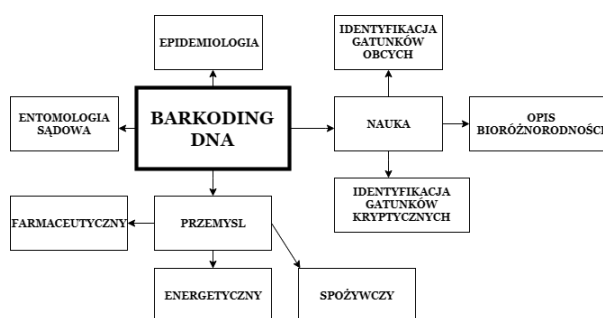 EPIDEMIOLOGIA
IDENTYFIKACJA
GATUNKÓW
OBCYCH
ENTOMOLOGIA
SĄDOWA
BARKODING
DNA
NAUKA
OPIS
BIORÓŻNORODNOŚCI
IDENTYFIKACJA
GATUNKÓW
KRYPTYCZNYCH
FARMACEUTYCZNY
PRZEMYSL
ENERGETYCZNY
SPOŻYWCZY